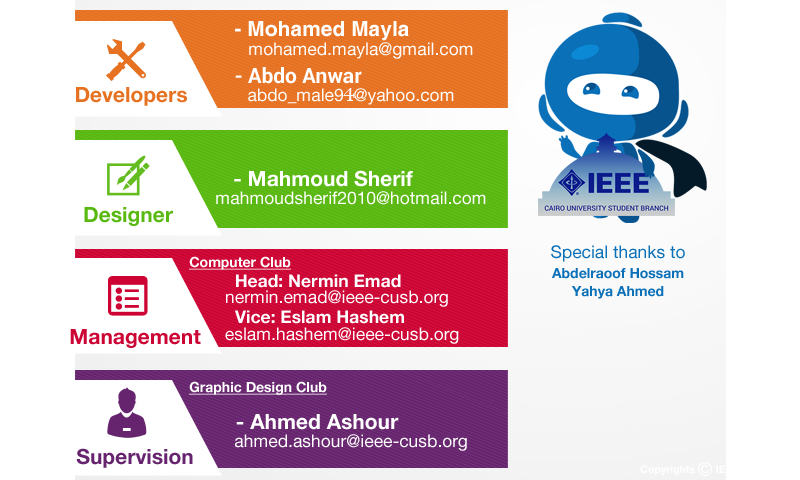 Developers
- Mohamed Mayla
mohamed.mayla@gmail.com
- Abdo Anwar
abdo_male94@yahoo.com
Designer
- Mahmoud Sherif
mahmoudsherif2010@hotmail.com
Management
Computer Club
Head: Nermin Emad
nermin.emad@ieee-cusb.org
Vice: Eslam Hashem
eslam.hashem@ieee-cusb.org
Supervision
Graphic Design Club
- Ahmed Ashour
ahmed.ashour@ieee-cusb.org
IEEE
CAIRO UNIVERSITY STUDENT BRANCH
Special thanks to
Abdelraoof Hossam
Yahya Ahmed
Copyrights © IE